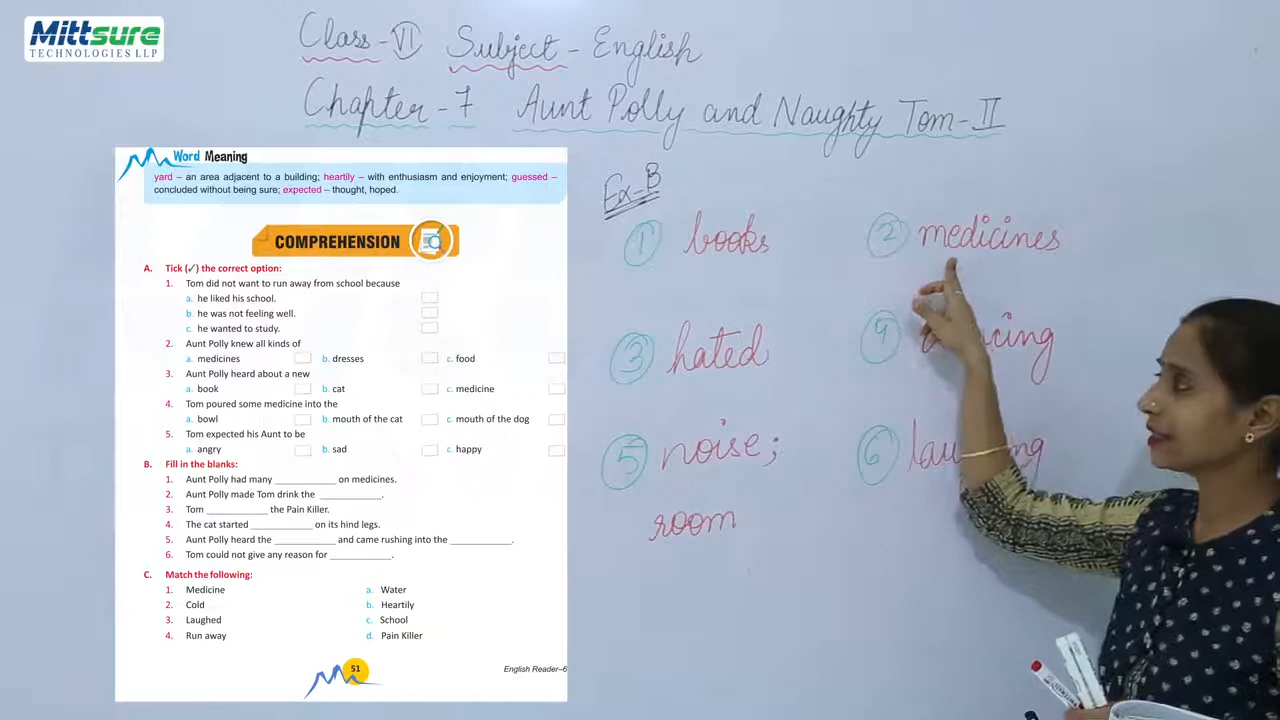 Mittsure
TECHNOLOGIES LLP
Class-VI Subject - English
Chapter-7 Aunt Polly and Naughty Tom-II
Word Meaning
yard – an area adjacent to a building; heartily – with enthusiasm and enjoyment; guessed –
concluded without being sure; expected – thought, hoped.
COMPREHENSION
A. Tick (✓) the correct option:
1. Tom did not want to run away from school because
a. he liked his school.
b. he was not feeling well.
c. he wanted to study.
2. Aunt Polly knew all kinds of
a. medicines b. dresses c. food
3. Aunt Polly heard about a new
a. book b. cat c. medicine
4. Tom poured some medicine into the
a. bowl b. mouth of the cat c. mouth of the dog
5. Tom expected his Aunt to be
a. angry b. sad c. happy
B. Fill in the blanks:
1. Aunt Polly had many ____________ on medicines.
2. Aunt Polly made Tom drink the ____________.
3. Tom ____________ the Pain Killer.
4. The cat started ____________ on its hind legs.
5. Aunt Polly heard the ____________ and came rushing into the ____________.
6. Tom could not give any reason for ____________.
C. Match the following:
1. Medicine a. Water
2. Cold b. Heartily
3. Laughed c. School
4. Run away d. Pain Killer
51
English Reader–6
Ex-B
1 books 2 medicines
3 hated 4
5 noise; 6
room